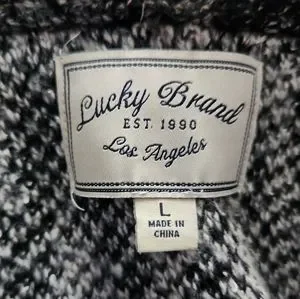 Lucky Brand
EST. 1990
Los Angeles
L
MADE IN
CHINA